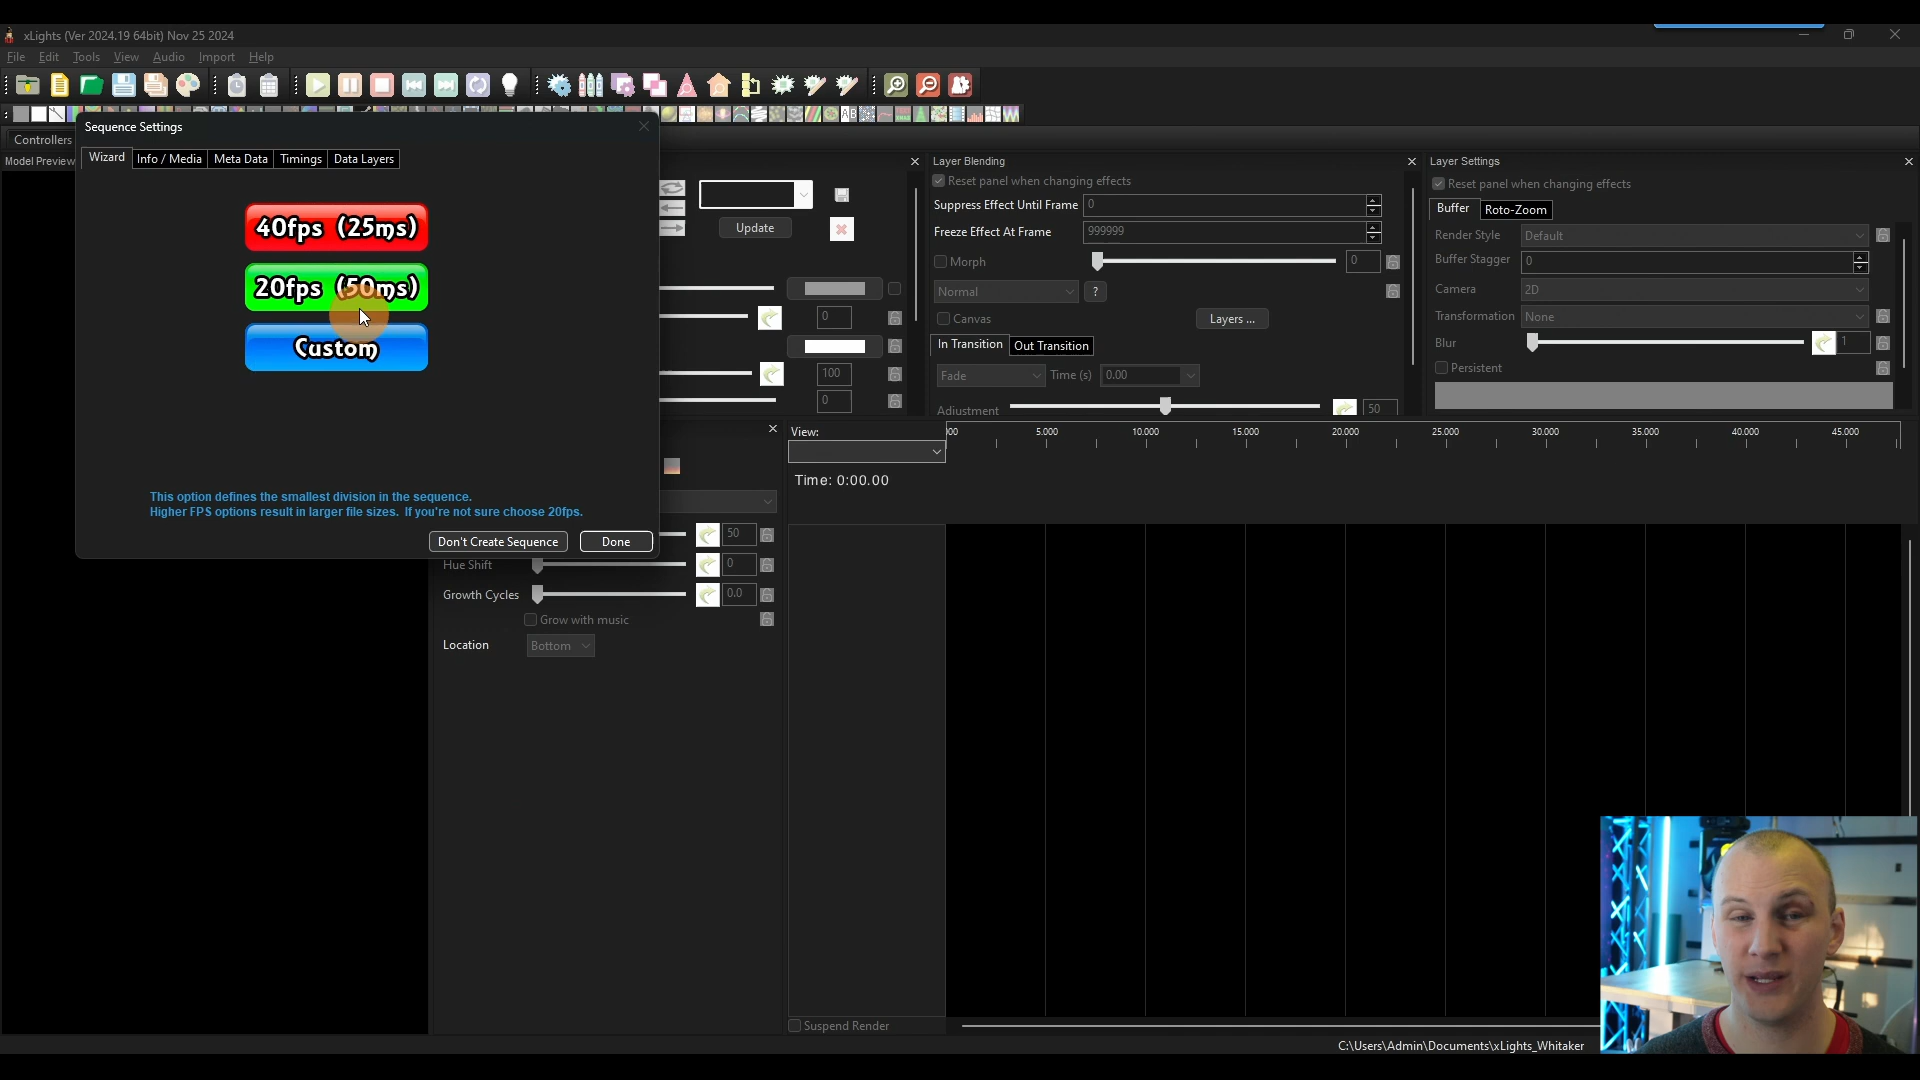 xLights (Ver 2024.19 64bit) Nov 25 2024
File Edit Tools View Audio Import Help
Controllers
Model Preview
Sequence Settings
Wizard Info / Media Meta Data Timings Data Layers
40fps (25ms)
20fps (50ms)
Custom
This option defines the smallest division in the sequence.
Higher FPS options result in larger file sizes. If you're not sure choose 20fps.
Don't Create Sequence Done
Update
0
100
0
Layer Blending
Reset panel when changing effects
Suppress Effect Until Frame 0
Freeze Effect At Frame 999999
Morph 0
Normal ?
Canvas Layers ...
In Transition Out Transition
Fade Time (s) 0.00
Adjustment 50
Layer Settings
Reset panel when changing effects
Buffer Roto-Zoom
Render Style Default
Buffer Stagger 0
Camera 2D
Transformation None
Blur 1
Persistent
50
Hue Shift 0
Growth Cycles 0.0
Grow with music
Location Bottom
View:
Time: 0:00.00
5.000 10.000 15.000 20.000 25.000 30.000 35.000 40.000 45.000
Suspend Render
C:\Users\Admin\Documents\xLights_Whitaker